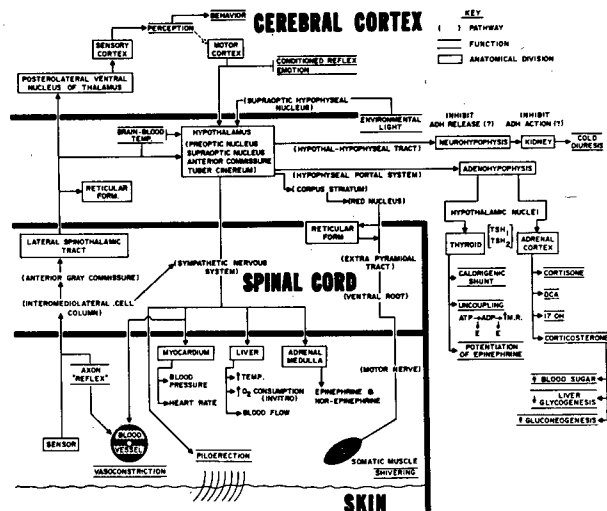 BEHAVIOR
PERCEPTION
CEREBRAL CORTEX
KEY
( ) PATHWAY
FUNCTION
ANATOMICAL DIVISION
SENSORY
CORTEX
MOTOR
CORTEX
CONDITIONED REFLEX
EMOTION
POSTEROLATERAL VENTRAL
NUCLEUS OF THALAMUS
(SUPRAOPTIC HYPOPHYSEAL
NUCLEUS)
ENVIRONMENTAL
LIGHT
BRAIN-BLOOD
TEMP.
HYPOTHALAMUS
(PREOPTIC NUCLEUS
SUPRAOPTIC NUCLEUS
ANTERIOR COMMISSURE
TUBER CINEREUM)
INHIBIT
ADH RELEASE (?)
INHIBIT
ADH ACTION (?)
(HYPOTHAL-HYPOPHYSEAL TRACT)
NEUROHYPOPHYSIS
KIDNEY
COLD
DIURESIS
(HYPOPHYSEAL PORTAL SYSTEM)
ADENOHYPOPHYSIS
(CORPUS STRIATUM)
(RED NUCLEUS)
RETICULAR
FORM.
HYPOTHALAMIC NUCLEI
RETICULAR
FORM
THYROID
[TSH1
TSH2]
ADRENAL
CORTEX
LATERAL SPINOTHALAMIC
TRACT
(ANTERIOR GRAY COMMISSURE)
(SYMPATHETIC NERVOUS
SYSTEM)
SPINAL CORD
(EXTRA PYRAMIDAL
TRACT)
(INTERMEDIOLATERAL CELL
COLUMN)
(VENTRAL ROOT)
CALORIGENIC
SHUNT
UNCOUPLING
ATP→ADP→↑M.R.
E E
POTENTIATION OF
EPINEPHRINE
CORTISONE
DCA
17 OH
CORTICOSTERONE
AXON
"REFLEX"
MYOCARDIUM
BLOOD
PRESSURE
HEART RATE
LIVER
↑ TEMP.
↑ O2 CONSUMPTION
(INVITRO)
BLOOD FLOW
ADRENAL
MEDULLA
EPINEPHRINE &
NOR-EPINEPHRINE
(MOTOR NERVE)
↑ BLOOD SUGAR
↓ LIVER
GLYCOGENESIS
↑ GLUCONEOGENESIS
SENSOR
BLOOD
VESSEL
VASOCONSTRICTION
PILOERECTION
SOMATIC MUSCLE
SHIVERING
SKIN